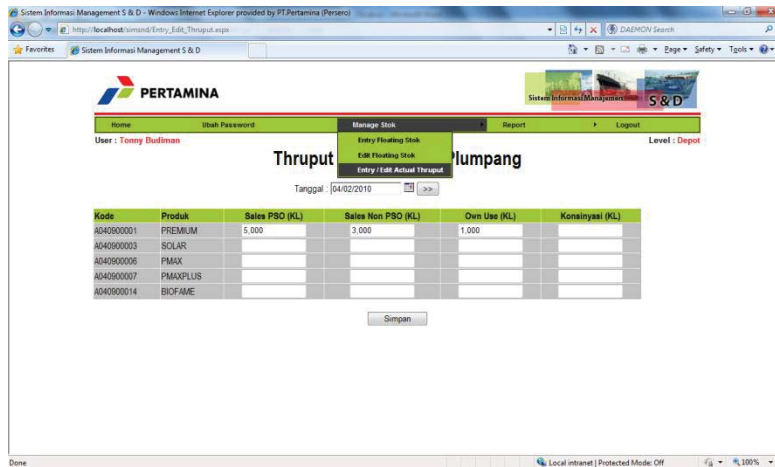 Sistem Informasi Management S & D - Windows Internet Explorer provided by PT.Pertamina (Persero)
http://localhost/simsnd/Entry_Edit_Thruput.aspx DAEMON Search
Favorites Sistem Informasi Management S & D Page Safety Tools
PERTAMINA Sistem Informasi Manajemen S & D
Home Ubah Password Manage Stok Report Logout
User : Tonny Budiman Entry Floating Stok Level : Depot
Edit Floating Stok
Thruput Plumpang
Entry / Edit Actual Thruput
Tanggal : 04/02/2010 >>
Kode Produk Sales PSO (KL) Sales Non PSO (KL) Own Use (KL) Konsinyasi (KL)
A040900001 PREMIUM 5,000 3,000 1,000
A040900003 SOLAR
A040900006 PMAX
A040900007 PMAXPLUS
A040900014 BIOFAME
Simpan
Done Local intranet | Protected Mode: Off 100%